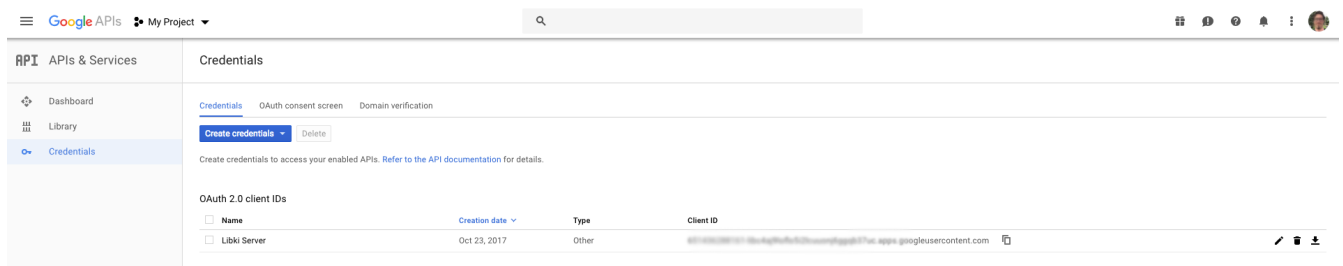 Google APIs My Project
API APIs & Services
Credentials
Dashboard
Library
Credentials
Credentials OAuth consent screen Domain verification
Create credentials Delete
Create credentials to access your enabled APIs. Refer to the API documentation for details.
OAuth 2.0 client IDs
Name Creation date Type Client ID
Libki Server Oct 23, 2017 Other .apps.googleusercontent.com